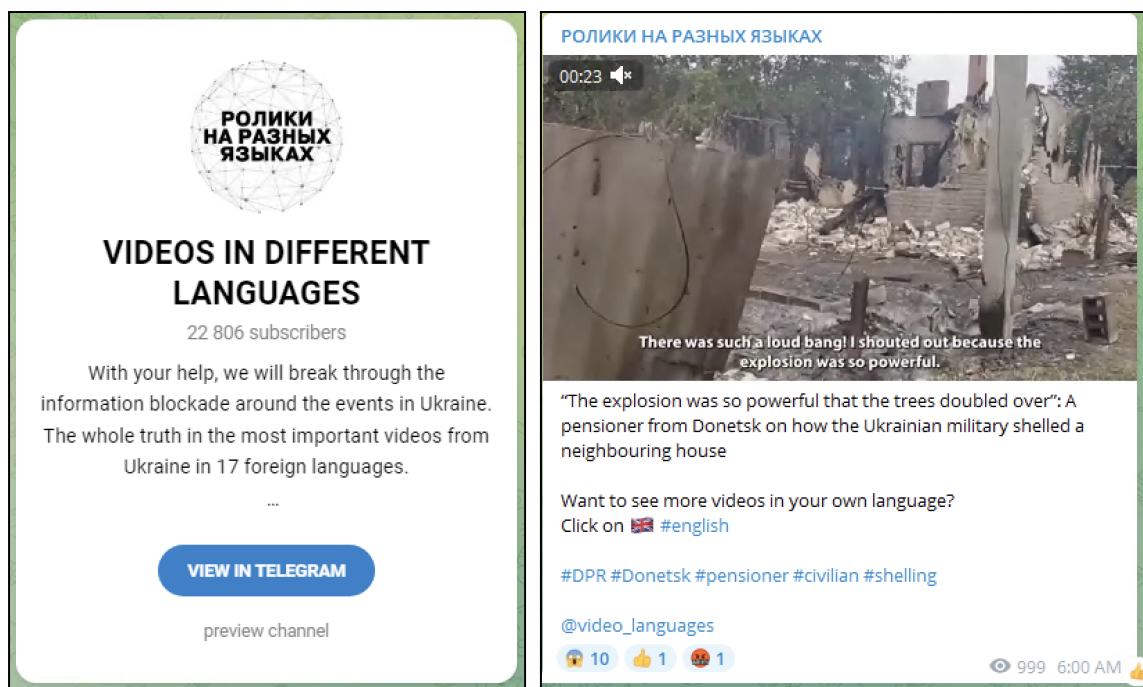 РОЛИКИ
НА РАЗНЫХ
ЯЗЫКАХ
VIDEOS IN DIFFERENT
LANGUAGES
22 806 subscribers
With your help, we will break through the
information blockade around the events in Ukraine.
The whole truth in the most important videos from
Ukraine in 17 foreign languages.
...
VIEW IN TELEGRAM
preview channel
РОЛИКИ НА РАЗНЫХ ЯЗЫКАХ
00:23
There was such a loud bang! I shouted out because the
explosion was so powerful.
“The explosion was so powerful that the trees doubled over”: A
pensioner from Donetsk on how the Ukrainian military shelled a
neighbouring house
Want to see more videos in your own language?
Click on 🇬🇧 #english
#DPR #Donetsk #pensioner #civilian #shelling
@video_languages
😱 10 👍 1 🤬 1
999 6:00 AM